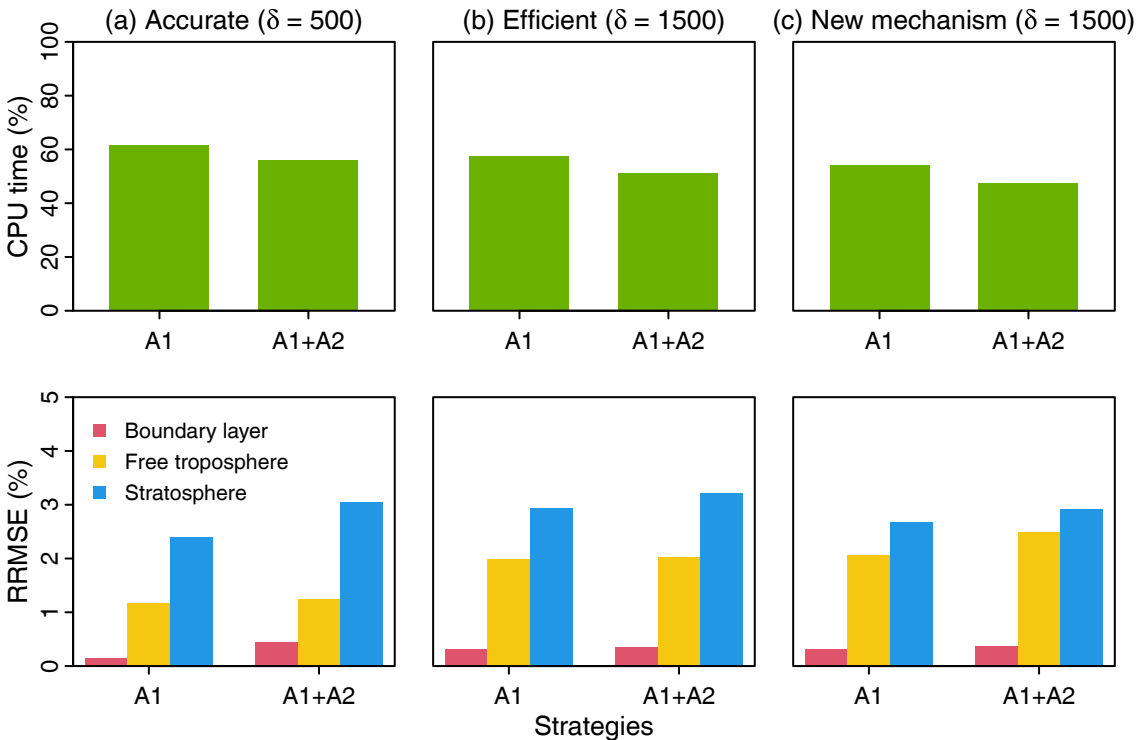 (a) Accurate (δ = 500)
(b) Efficient (δ = 1500)
(c) New mechanism (δ = 1500)
CPU time (%)
100
80
60
40
20
0
A1
A1+A2
A1
A1+A2
A1
A1+A2
RRMSE (%)
5
4
3
2
1
0
Boundary layer
Free troposphere
Stratosphere
A1
A1+A2
A1
A1+A2
A1
A1+A2
Strategies